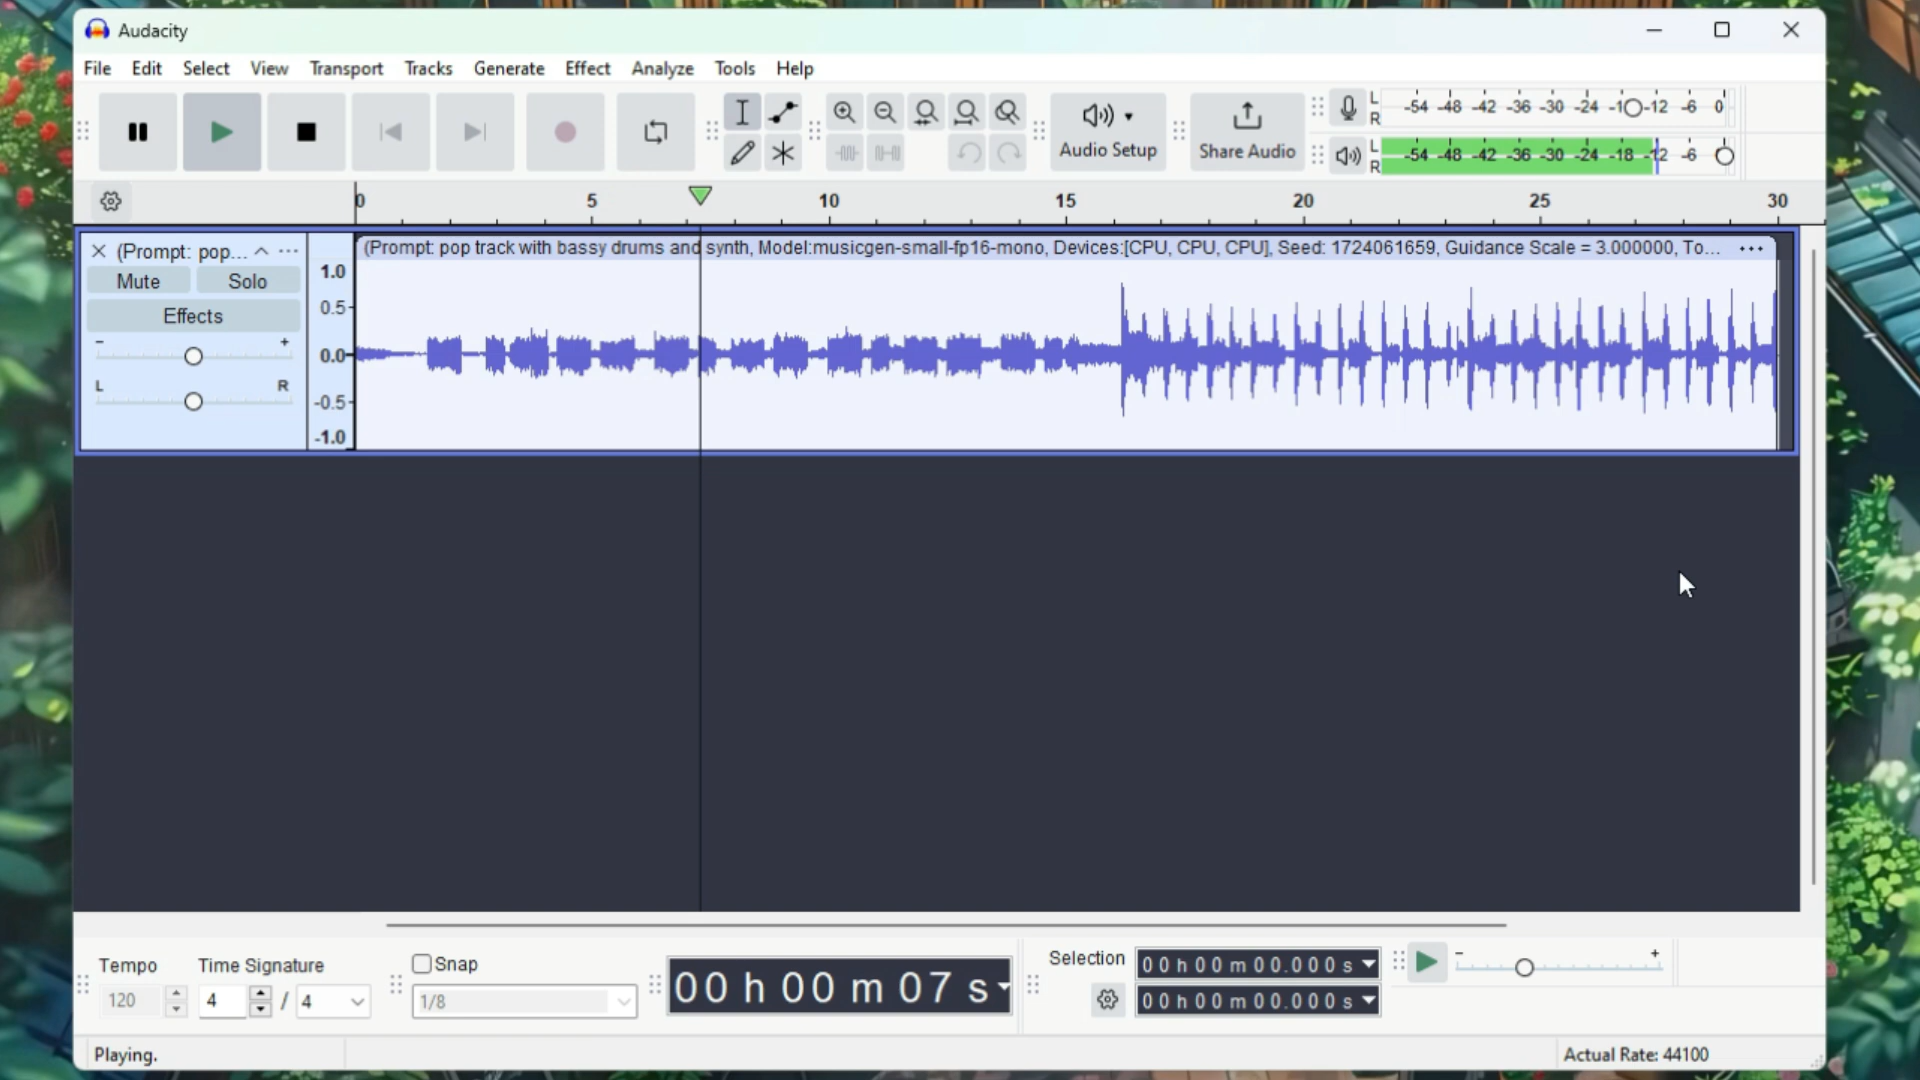 Audacity
File Edit Select View Transport Tracks Generate Effect Analyze Tools Help
Audio Setup
Share Audio
L
R
-54 -48 -42 -36 -30 -24 -12 -6 0
L
R
-54 -48 -42 -36 -30 -24 -18 -12 -6
0 5 10 15 20 25 30
(Prompt: pop...
Mute Solo
Effects
- +
L R
1.0
0.5
0.0
-0.5
-1.0
(Prompt: pop track with bassy drums and synth, Model:musicgen-small-fp16-mono, Devices:[CPU, CPU, CPU], Seed: 1724061659, Guidance Scale = 3.000000, To...
Tempo
120
Time Signature
4 / 4
Snap
1/8
00 h 00 m 07 s
Selection
00 h 00 m 00.000 s
00 h 00 m 00.000 s
- +
Playing.
Actual Rate: 44100